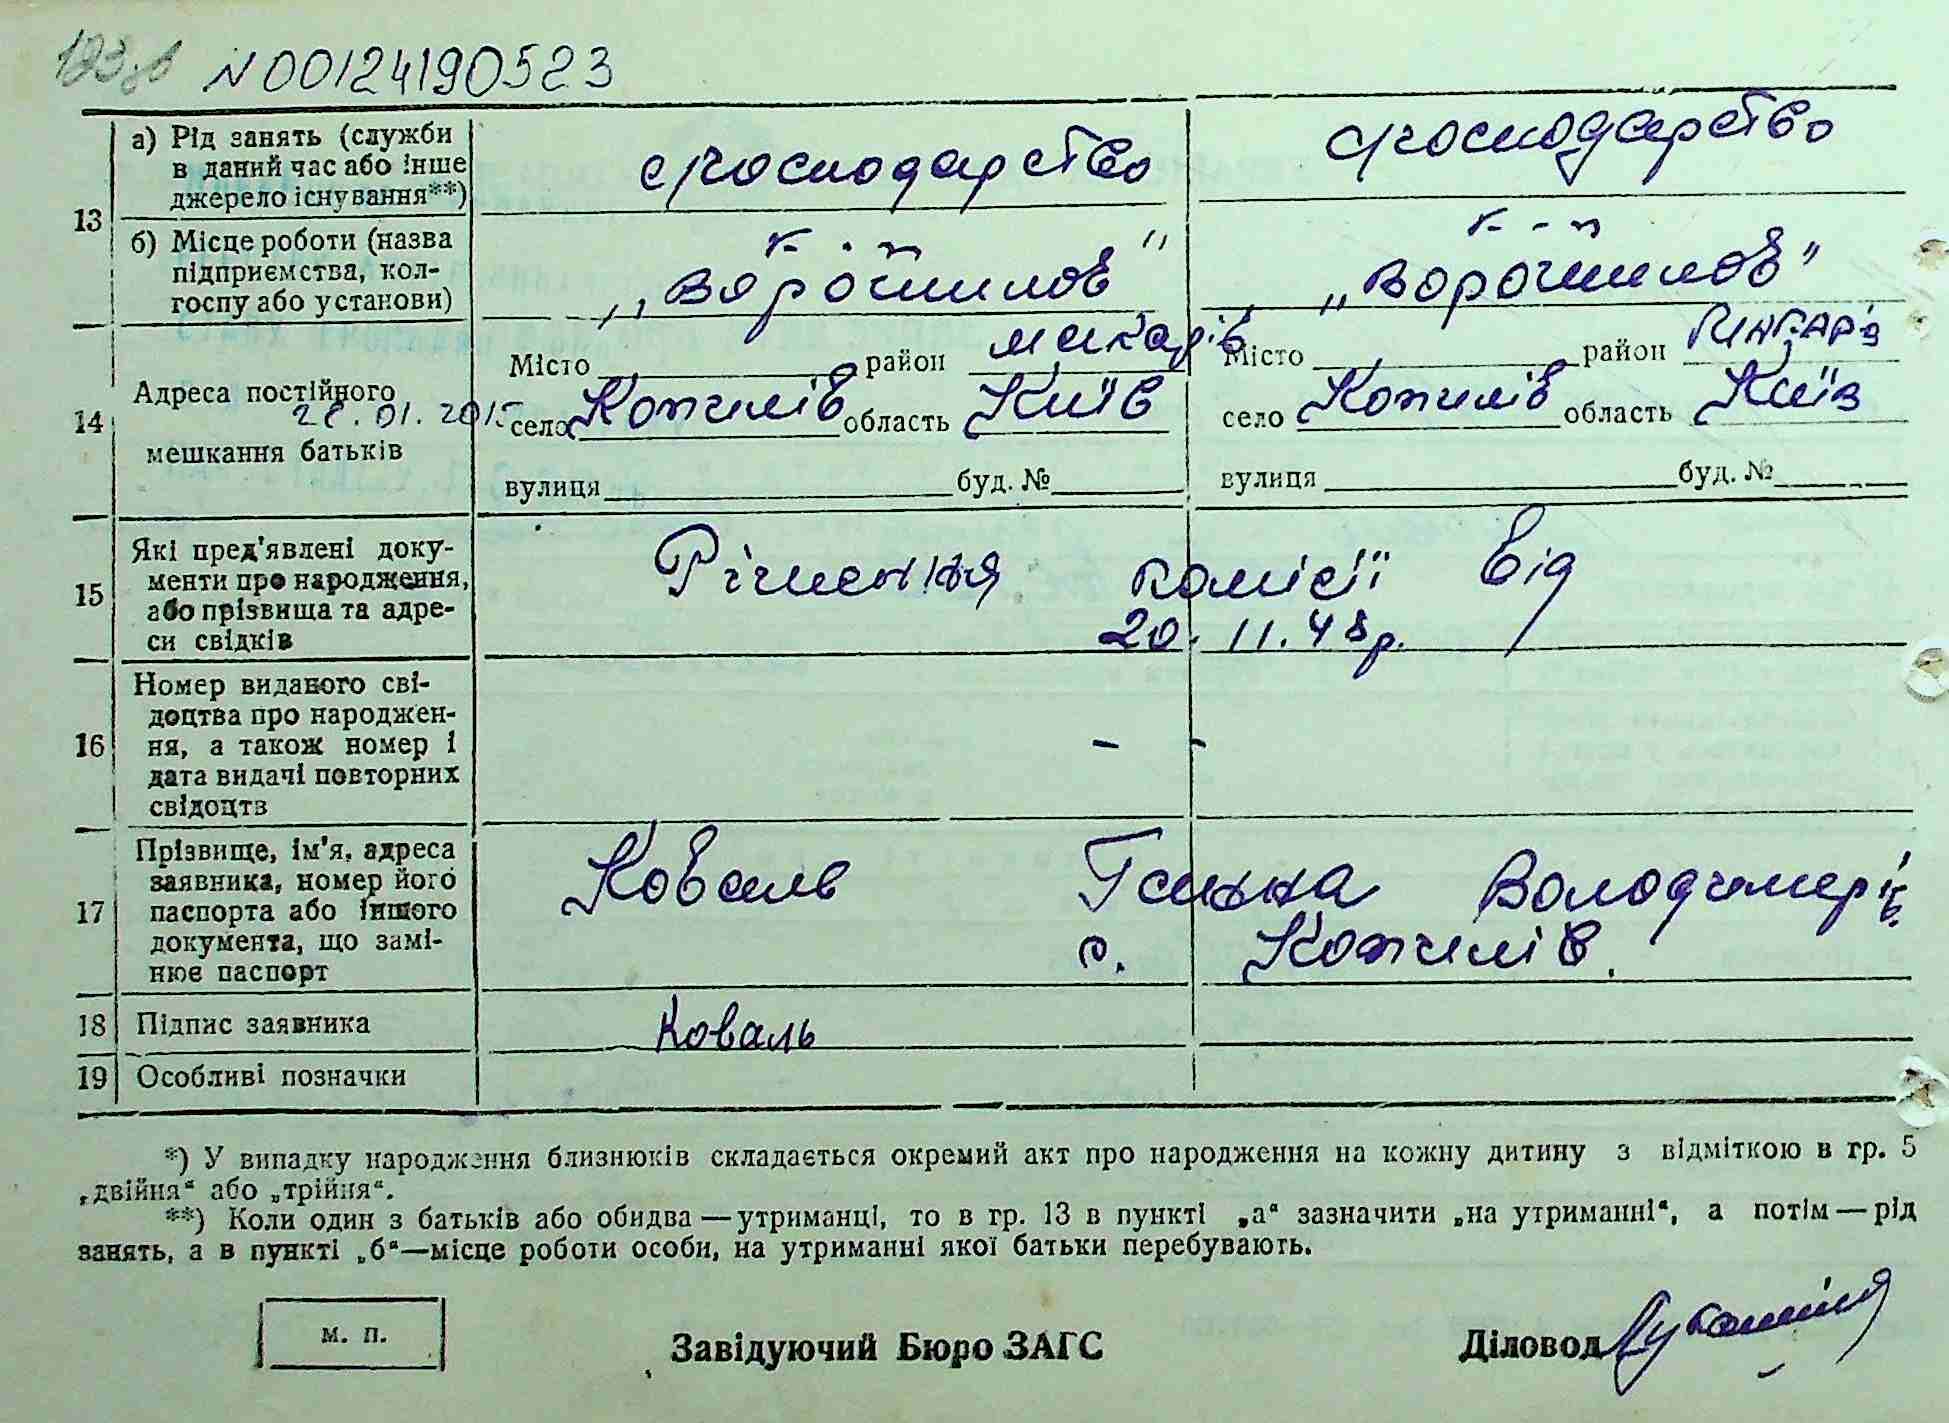 N00124190523
13
а) Рід занять (служби в даний час або інше джерело існування**)
с/господарство
с/господарство
б) Місце роботи (назва підприємства, колгоспу або установи)
к-п
„Ворошилов"
к-п
„Ворошилов"
14
Адреса постійного мешкання батьків
01.2015
Місто район Макарів
село Копилів область Київ
вулиця буд. №
Місто район Макарів
село Копилів область Київ
вулиця буд. №
15
Які пред'явлені документи про народження, або прізвища та адреси свідків
Рішення комісії від
20. 11. 48 р.
16
Номер виданого свідоцтва про народження, а також номер і дата видачі повторних свідоцтв
- -
17
Прізвище, ім'я, адреса заявника, номер його паспорта або іншого документа, що замінює паспорт
Коваль Ганна Володимирів.
с. Копилів.
18
Підпис заявника
Коваль
19
Особливі позначки
*) У випадку народження близнюків складається окремий акт про народження на кожну дитину з відміткою в гр. 5
„двійня“ або „трійня“.
**) Коли один з батьків або обидва — утриманці, то в гр. 13 в пункті „а“ зазначити „на утриманні“, а потім — рід
занять, а в пункті „б“—місце роботи особи, на утриманні якої батьки перебувають.
м. п.
Завідуючий Бюро ЗАГС
Діловод